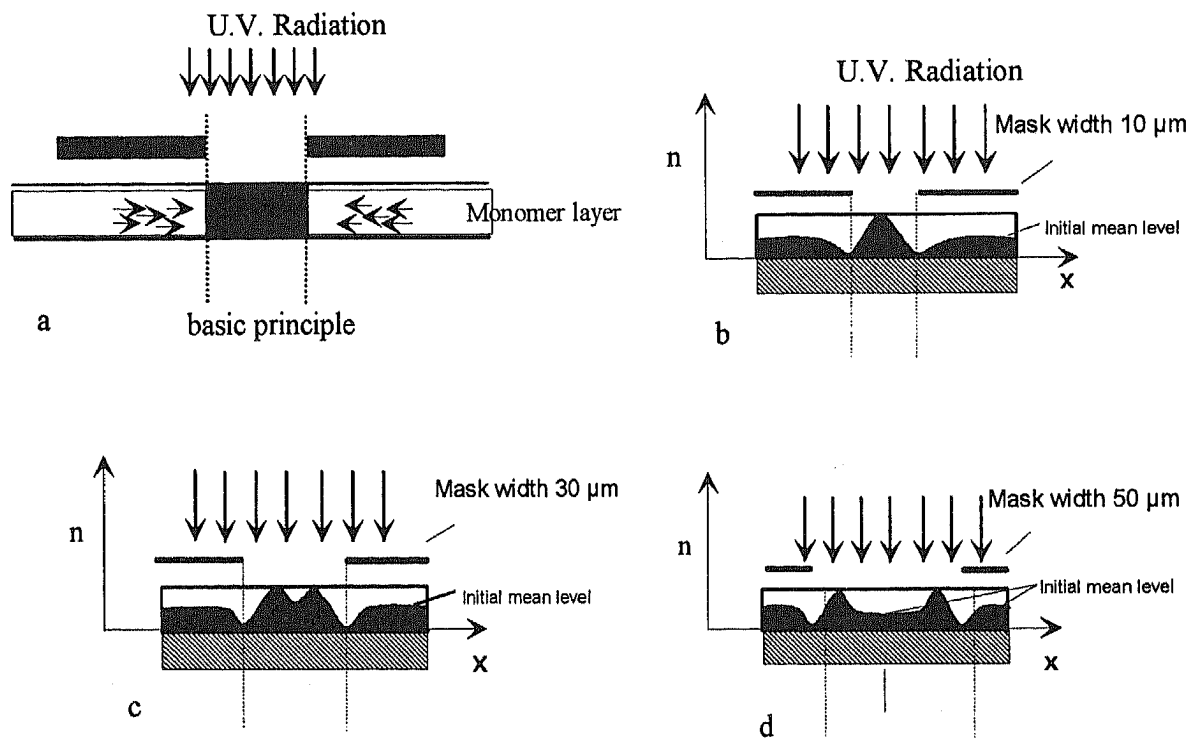 U.V. Radiation
Monomer layer
basic principle
a
U.V. Radiation
Mask width 10 µm
n
Initial mean level
x
b
Mask width 30 µm
n
Initial mean level
x
c
Mask width 50 µm
n
Initial mean level
x
d